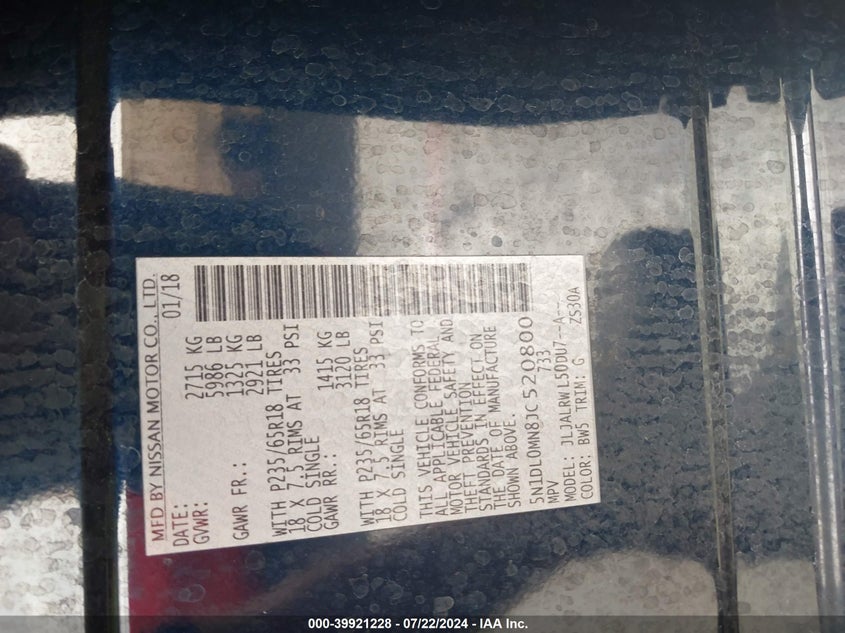 MFD BY NISSAN MOTOR CO., LTD.
DATE: 01/18
GVWR: 2715 KG
5986 LB
GAWR FR.: 1325 KG
2921 LB
WITH P235/65R18 TIRES
18 X 7.5 RIMS AT 33 PSI
COLD SINGLE
GAWR RR.: 1415 KG
3120 LB
WITH P235/65R18 TIRES
18 X 7.5 RIMS AT 33 PSI
COLD SINGLE
THIS VEHICLE CONFORMS TO
ALL APPLICABLE FEDERAL
MOTOR VEHICLE SAFETY AND
THEFT PREVENTION
STANDARDS IN EFFECT ON
THE DATE OF MANUFACTURE
SHOWN ABOVE.
5N1DL0MN8JC520800
MPV 733
MODEL: JLJALRWL50DU7--A--
COLOR: BW5 TRIM: G ZS30A
000-39921228 - 07/22/2024 - IAA Inc.